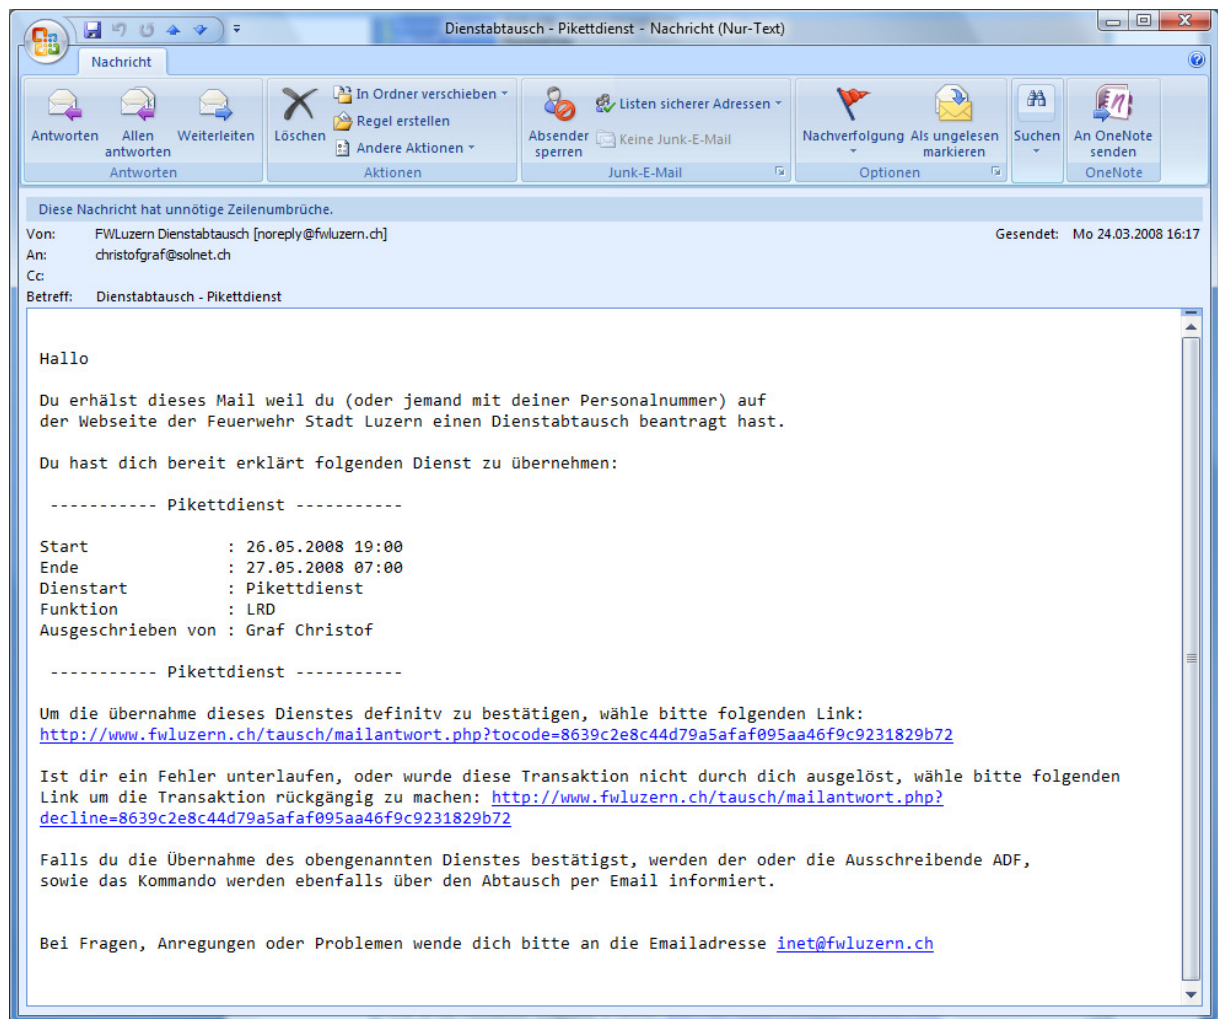 Dienstabtausch - Pikettdienst - Nachricht (Nur-Text)
Nachricht
Antworten
Allen antworten
Weiterleiten
Antworten
Löschen
In Ordner verschieben
Regel erstellen
Andere Aktionen
Aktionen
Absender sperren
Listen sicherer Adressen
Keine Junk-E-Mail
Junk-E-Mail
Nachverfolgung
Als ungelesen markieren
Optionen
Suchen
An OneNote senden
OneNote
Diese Nachricht hat unnötige Zeilenumbrüche.
Von: FWLuzern Dienstabtausch [noreply@fwluzern.ch] Gesendet: Mo 24.03.2008 16:17
An: christofgraf@solnet.ch
Cc:
Betreff: Dienstabtausch - Pikettdienst
Hallo
Du erhälst dieses Mail weil du (oder jemand mit deiner Personalnummer) auf
der Webseite der Feuerwehr Stadt Luzern einen Dienstabtausch beantragt hast.
Du hast dich bereit erklärt folgenden Dienst zu übernehmen:
----------- Pikettdienst -----------
Start : 26.05.2008 19:00
Ende : 27.05.2008 07:00
Dienstart : Pikettdienst
Funktion : LRD
Ausgeschrieben von : Graf Christof
----------- Pikettdienst -----------
Um die übernahme dieses Dienstes definitv zu bestätigen, wähle bitte folgenden Link:
http://www.fwluzern.ch/tausch/mailantwort.php?tocode=8639c2e8c44d79a5afaf095aa46f9c9231829b72
Ist dir ein Fehler unterlaufen, oder wurde diese Transaktion nicht durch dich ausgelöst, wähle bitte folgenden
Link um die Transaktion rückgängig zu machen: http://www.fwluzern.ch/tausch/mailantwort.php?
decline=8639c2e8c44d79a5afaf095aa46f9c9231829b72
Falls du die Übernahme des obengenannten Dienstes bestätigst, werden der oder die Ausschreibende ADF,
sowie das Kommando werden ebenfalls über den Abtausch per Email informiert.
Bei Fragen, Anregungen oder Problemen wende dich bitte an die Emailadresse inet@fwluzern.ch